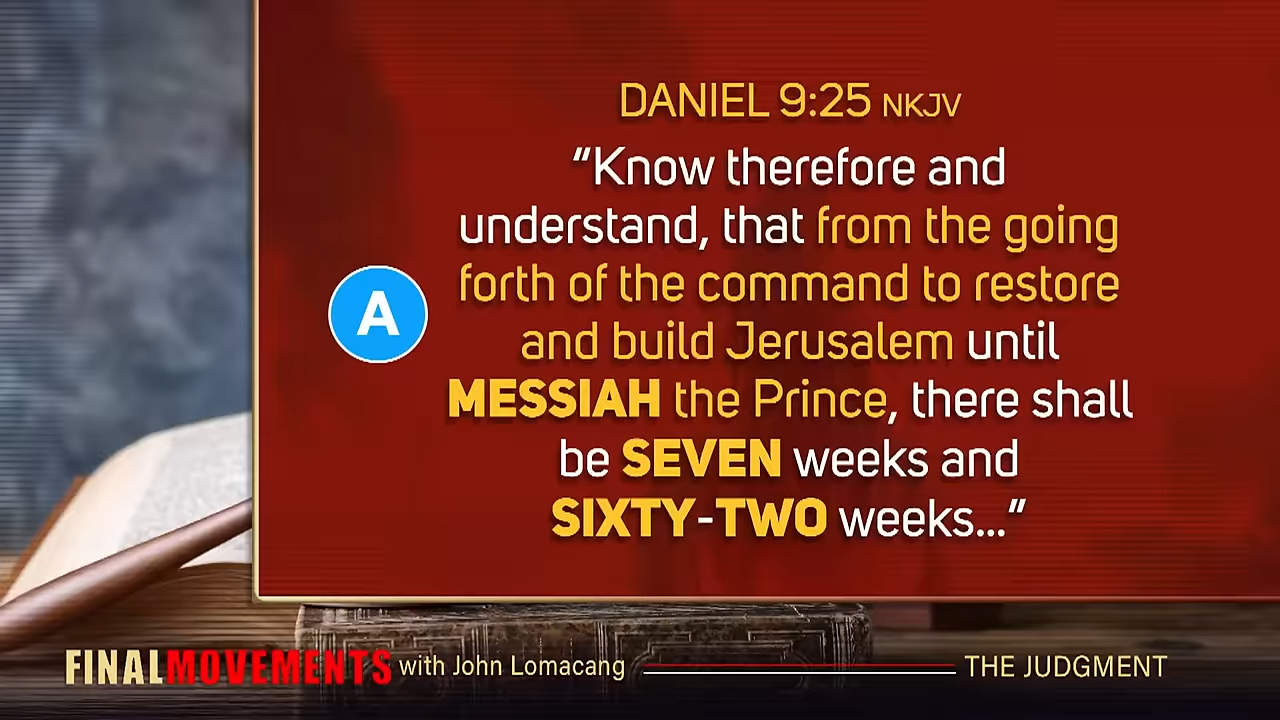 DANIEL 9:25 NKJV
“Know therefore and
understand, that from the going
forth of the command to restore
A
and build Jerusalem until
MESSIAH the Prince, there shall
be SEVEN weeks and
SIXTY-TWO weeks...”
FINALMOVEMENTS with John Lomacang
THE JUDGMENT